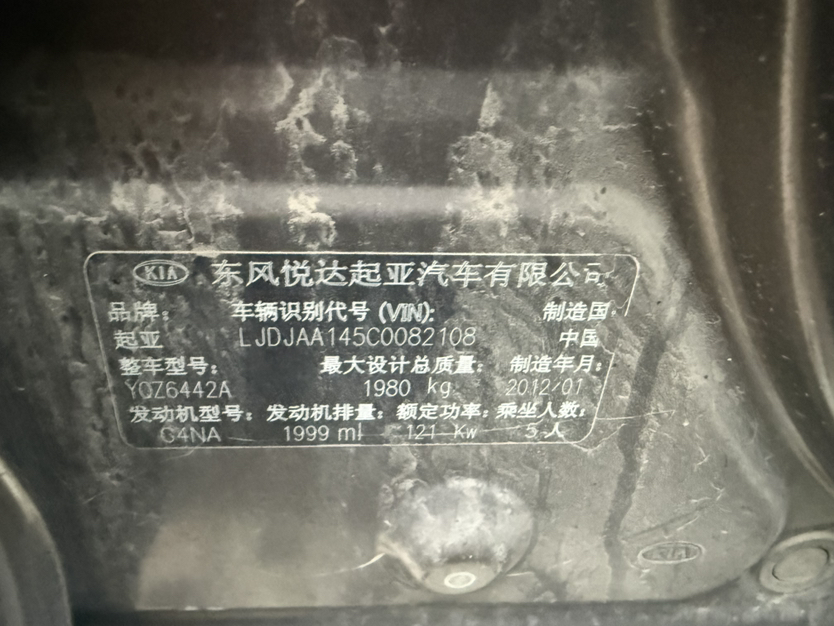 KIA 东风悦达起亚汽车有限公司
品牌: 车辆识别代号 (VIN): 制造国:
起亚 LJDJAA145C0082108 中国
整车型号: 最大设计总质量: 制造年月:
YQZ6442A 1980 kg 2012/01
发动机型号: 发动机排量: 额定功率: 乘坐人数:
G4NA 1999 ml 121 Kw 5 人
KIA